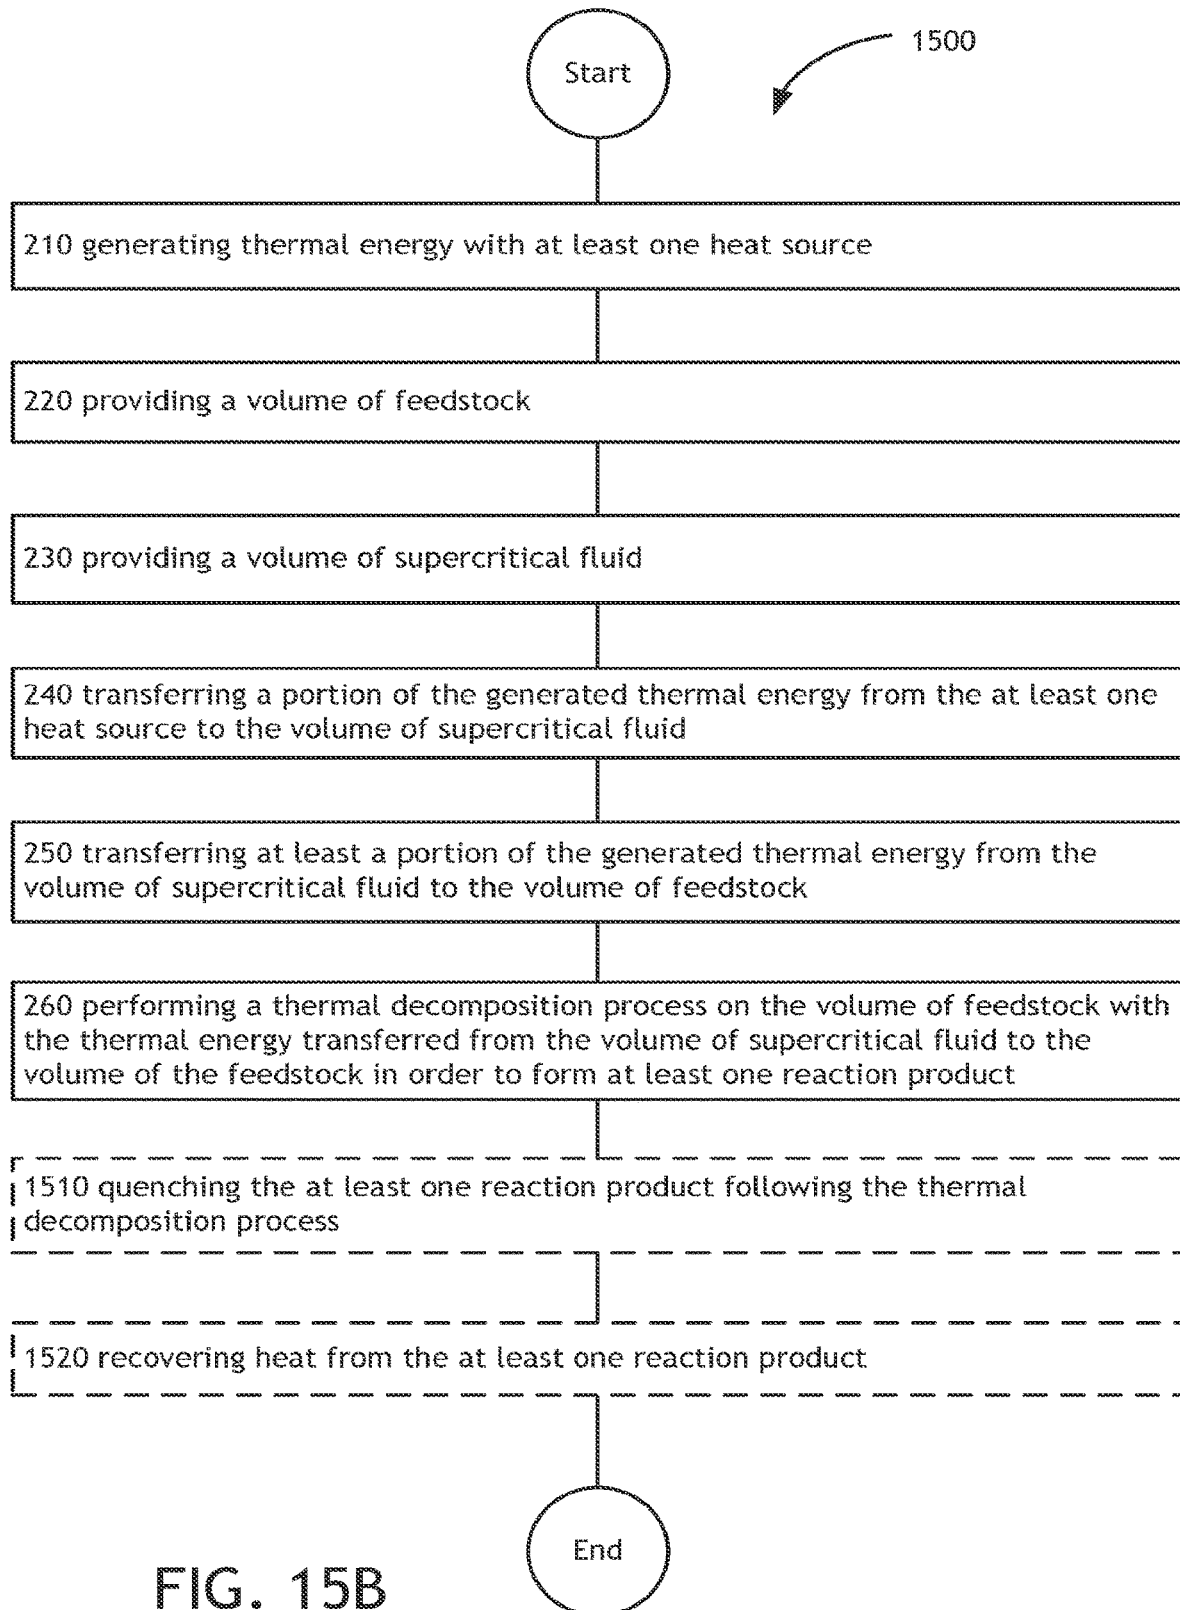 Start
1500
210 generating thermal energy with at least one heat source
220 providing a volume of feedstock
230 providing a volume of supercritical fluid
240 transferring a portion of the generated thermal energy from the at least one
heat source to the volume of supercritical fluid
250 transferring at least a portion of the generated thermal energy from the
volume of supercritical fluid to the volume of feedstock
260 performing a thermal decomposition process on the volume of feedstock with
the thermal energy transferred from the volume of supercritical fluid to the
volume of the feedstock in order to form at least one reaction product
1510 quenching the at least one reaction product following the thermal
decomposition process
1520 recovering heat from the at least one reaction product
End
FIG. 15B